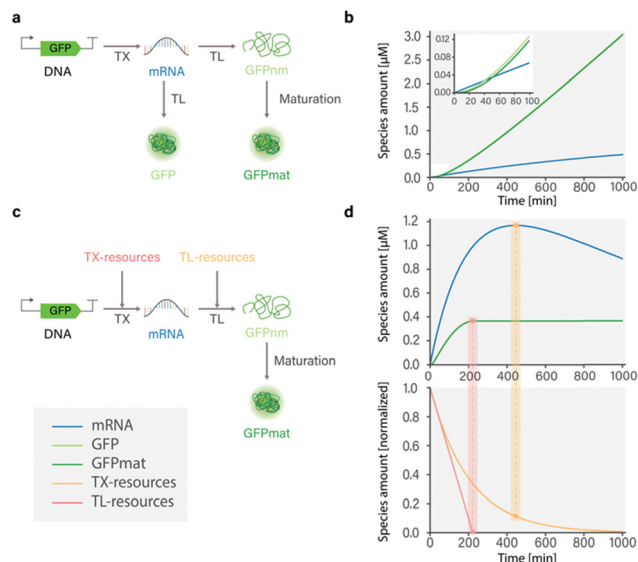 a
GFP
DNA
TX
mRNA
TL
GFPnm
TL
Maturation
GFP
GFPmat
b
Species amount [µM]
3.0
2.5
2.0
1.5
1.0
0.5
0.0
0.12
0.08
0.04
0.00
0 20 40 60 80 100
0 200 400 600 800 1000
Time [min]
c
TX-resources
TL-resources
GFP
DNA
TX
mRNA
TL
GFPnm
Maturation
GFPmat
mRNA
GFP
GFPmat
TX-resources
TL-resources
d
Species amount [µM]
1.2
1.0
0.8
0.6
0.4
0.2
0.0
0 200 400 600 800 1000
Species amount [normalized]
1.0
0.8
0.6
0.4
0.2
0.0
0 200 400 600 800 1000
Time [min]